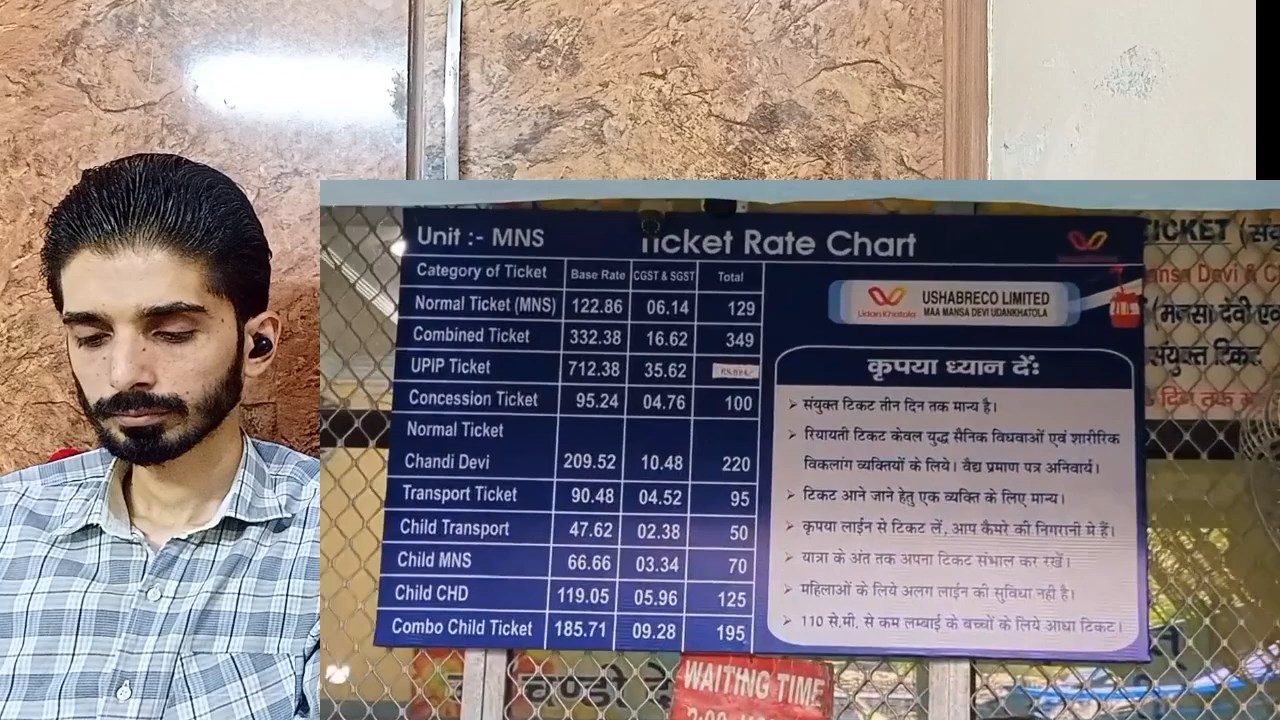 Unit :- MNS
Ticket Rate Chart
Category of Ticket Base Rate CGST & SGST Total
Normal Ticket (MNS) 122.86 06.14 129
Combined Ticket 332.38 16.62 349
UPIP Ticket 712.38 35.62
Concession Ticket 95.24 04.76 100
Normal Ticket
Chandi Devi 209.52 10.48 220
Transport Ticket 90.48 04.52 95
Child Transport 47.62 02.38 50
Child MNS 66.66 03.34 70
Child CHD 119.05 05.96 125
Combo Child Ticket 185.71 09.28 195
Udan Khatola
USHABRECO LIMITED
MAA MANSA DEVI UDANKHATOLA
कृपया ध्यान दें:
➢ संयुक्त टिकट तीन दिन तक मान्य है।
➢ रियायती टिकट केवल युद्ध सैनिक विधवाओं एवं शारीरिक
विकलांग व्यक्तियों के लिये। वैद्य प्रमाण पत्र अनिवार्य।
➢ टिकट आने जाने हेतु एक व्यक्ति के लिए मान्य।
➢ कृपया लाईन से टिकट लें, आप कैमरे की निगरानी मे हैं।
➢ यात्रा के अंत तक अपना टिकट संभाल कर रखें।
➢ महिलाओं के लिये अलग लाईन की सुविधा नही है।
➢ 110 से.मी. से कम लम्बाई के बच्चों के लिये आधा टिकट।
TICKET
Devi &
(मनसा देवी
संयुक्त टिकट
दिन तक
चण्डी
WAITING TIME